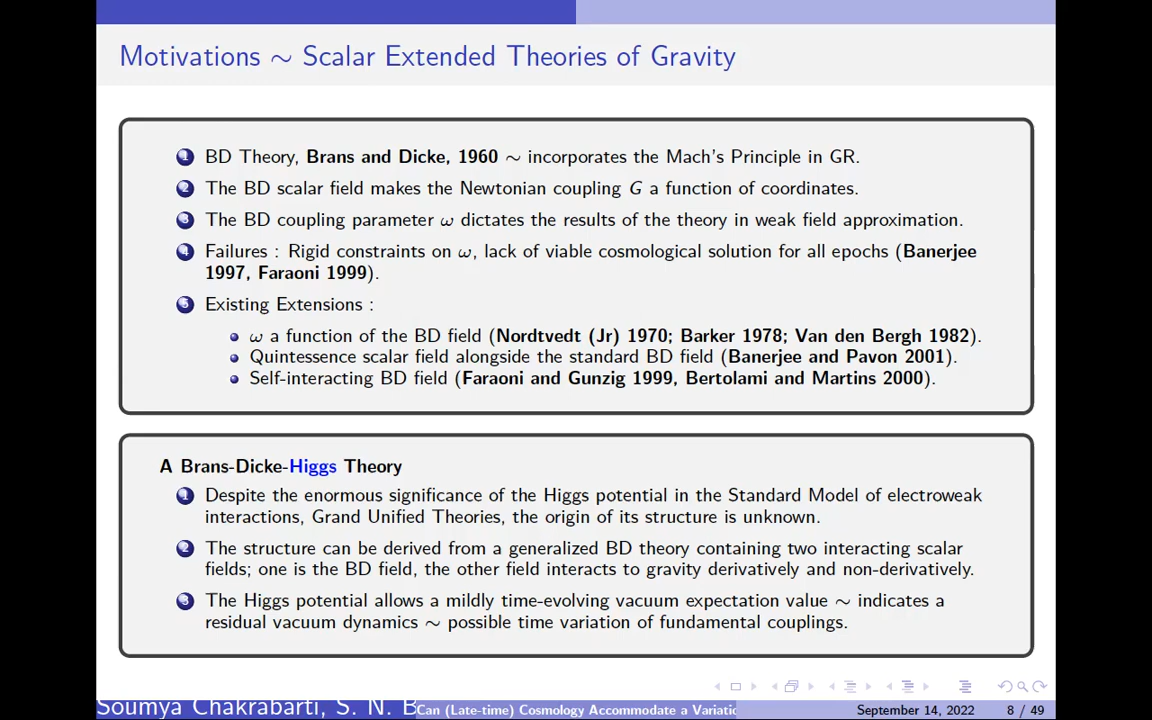 Motivations ∼ Scalar Extended Theories of Gravity
1 BD Theory, Brans and Dicke, 1960 ∼ incorporates the Mach's Principle in GR.
2 The BD scalar field makes the Newtonian coupling G a function of coordinates.
3 The BD coupling parameter ω dictates the results of the theory in weak field approximation.
4 Failures : Rigid constraints on ω, lack of viable cosmological solution for all epochs (Banerjee
1997, Faraoni 1999).
5 Existing Extensions :
ω a function of the BD field (Nordtvedt (Jr) 1970; Barker 1978; Van den Bergh 1982).
Quintessence scalar field alongside the standard BD field (Banerjee and Pavon 2001).
Self-interacting BD field (Faraoni and Gunzig 1999, Bertolami and Martins 2000).
A Brans-Dicke-Higgs Theory
1 Despite the enormous significance of the Higgs potential in the Standard Model of electroweak
interactions, Grand Unified Theories, the origin of its structure is unknown.
2 The structure can be derived from a generalized BD theory containing two interacting scalar
fields; one is the BD field, the other field interacts to gravity derivatively and non-derivatively.
3 The Higgs potential allows a mildly time-evolving vacuum expectation value ∼ indicates a
residual vacuum dynamics ∼ possible time variation of fundamental couplings.
Soumya Chakrabarti, S. N. B Can (Late-time) Cosmology Accommodate a Variatio September 14, 2022 8 / 49